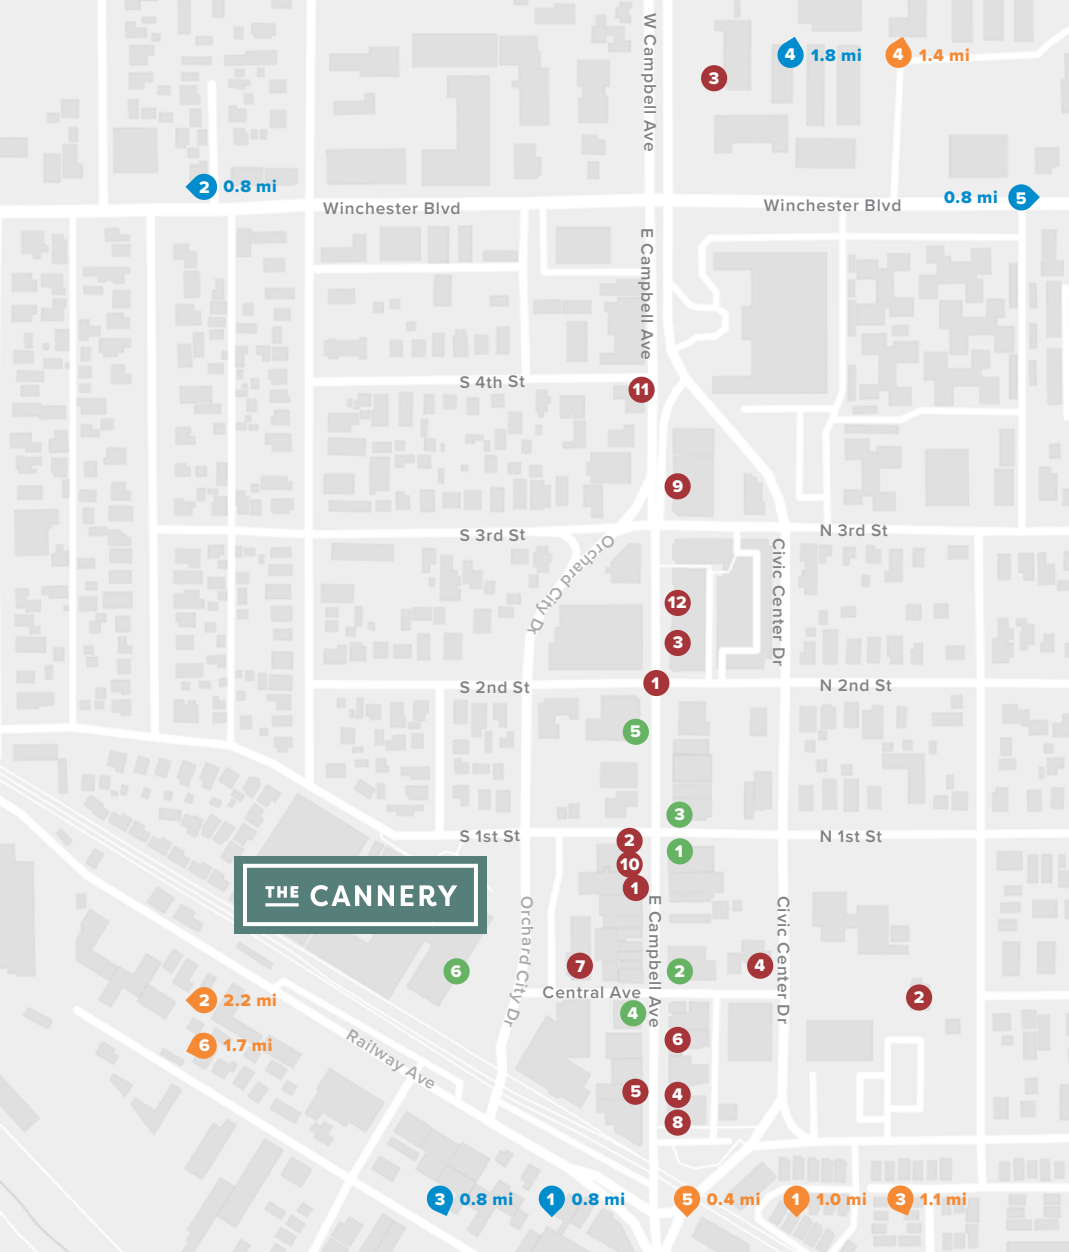 W Campbell Ave
3
4 1.8 mi
4 1.4 mi
2 0.8 mi
0.8 mi 5
Winchester Blvd
Winchester Blvd
E Campbell Ave
S 4th St
11
9
S 3rd St
N 3rd St
Orchard City Dr
Civic Center Dr
12
3
1
S 2nd St
N 2nd St
5
3
S 1st St
2
N 1st St
1
10
1
THE CANNERY
E Campbell Ave
Orchard City Dr
Civic Center Dr
6
7
2
4
Central Ave
2
2 2.2 mi
4
6
6 1.7 mi
Railway Ave
5
4
8
3 0.8 mi
1 0.8 mi
5 0.4 mi
1 1.0 mi
3 1.1 mi